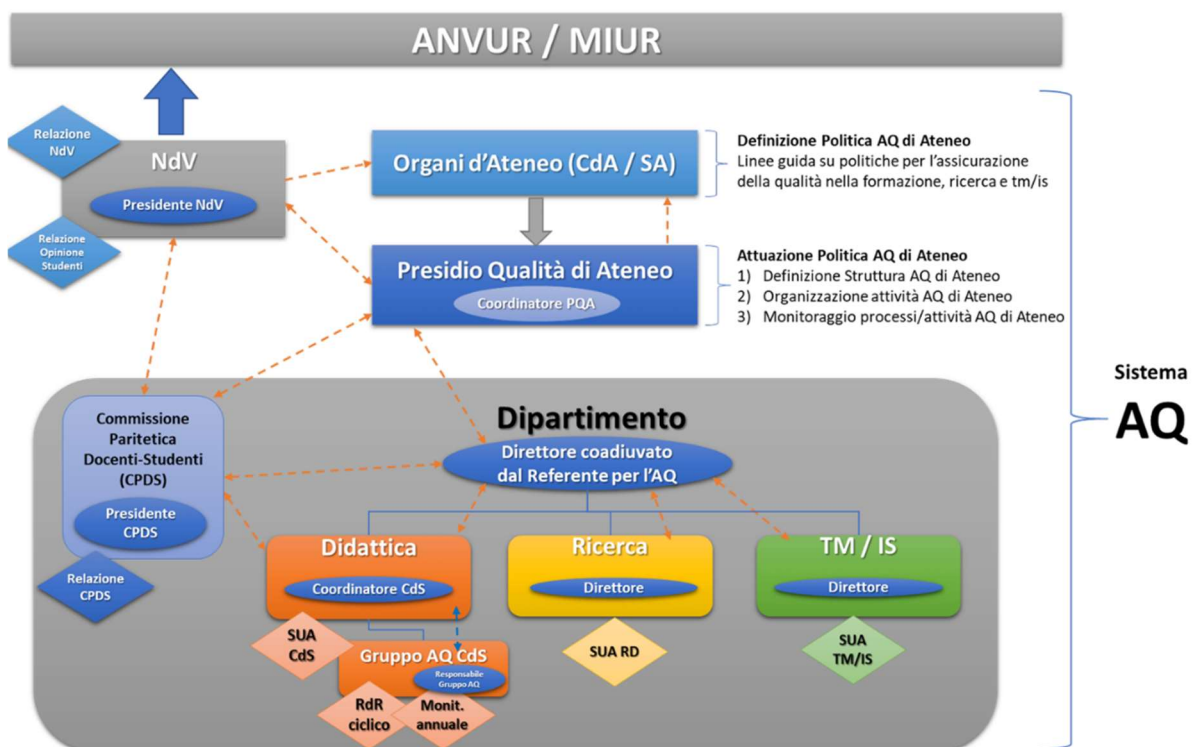 ANVUR / MIUR
Relazione
NdV
NdV
Presidente NdV
Relazione
Opinione
Studenti
Organi d’Ateneo (CdA / SA)
Definizione Politica AQ di Ateneo
Linee guida su politiche per l’assicurazione
della qualità nella formazione, ricerca e tm/is
Presidio Qualità di Ateneo
Coordinatore PQA
Attuazione Politica AQ di Ateneo
1) Definizione Struttura AQ di Ateneo
2) Organizzazione attività AQ di Ateneo
3) Monitoraggio processi/attività AQ di Ateneo
Sistema
AQ
Dipartimento
Direttore coadiuvato
dal Referente per l’AQ
Commissione
Paritetica
Docenti-Studenti
(CPDS)
Presidente
CPDS
Relazione
CPDS
Didattica
Coordinatore CdS
SUA
CdS
Gruppo AQ CdS
Responsabile
Gruppo AQ
RdR
ciclico
Monit.
annuale
Ricerca
Direttore
SUA RD
TM / IS
Direttore
SUA
TM/IS